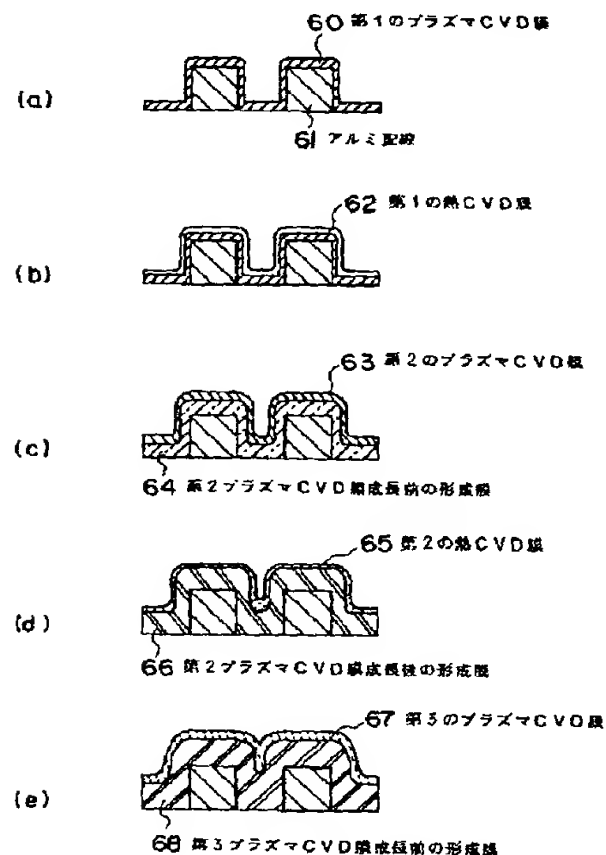 60 第1のプラズマCVD膜
(a)
61 アルミ配線
62 第1の熱CVD膜
(b)
63 第2のプラズマCVD膜
(c)
64 第2プラズマCVD膜成長前の形成膜
65 第2の熱CVD膜
(d)
66 第2プラズマCVD膜成長後の形成膜
67 第3のプラズマCVD膜
(e)
68 第3プラズマCVD膜成長前の形成膜